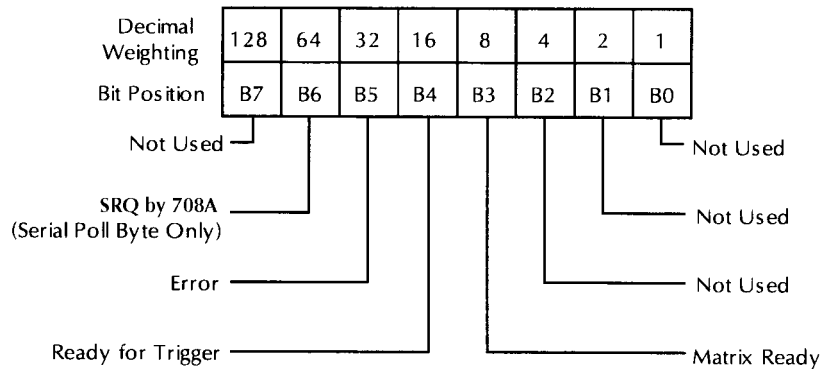 Decimal
Weighting
128 64 32 16 8 4 2 1
Bit Position
B7 B6 B5 B4 B3 B2 B1 B0
Not Used
Not Used
SRQ by 708A
(Serial Poll Byte Only)
Not Used
Error
Not Used
Ready for Trigger
Matrix Ready